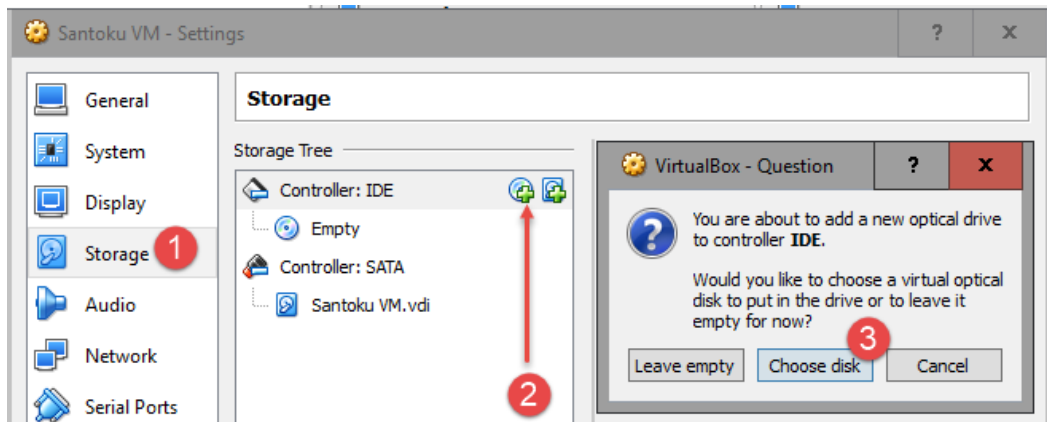 Santoku VM - Settings
? x
General
System
Display
Storage 1
Audio
Network
Serial Ports
Storage
Storage Tree
Controller: IDE
Empty
Controller: SATA
Santoku VM.vdi
2
VirtualBox - Question
? x
?
You are about to add a new optical drive
to controller IDE.
Would you like to choose a virtual optical
disk to put in the drive or to leave it
empty for now?
3
Leave empty Choose disk Cancel